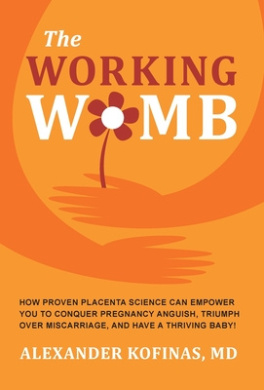 The
WORKING
WOMB
HOW PROVEN PLACENTA SCIENCE CAN EMPOWER
YOU TO CONQUER PREGNANCY ANGUISH, TRIUMPH
OVER MISCARRIAGE, AND HAVE A THRIVING BABY!
ALEXANDER KOFINAS, MD